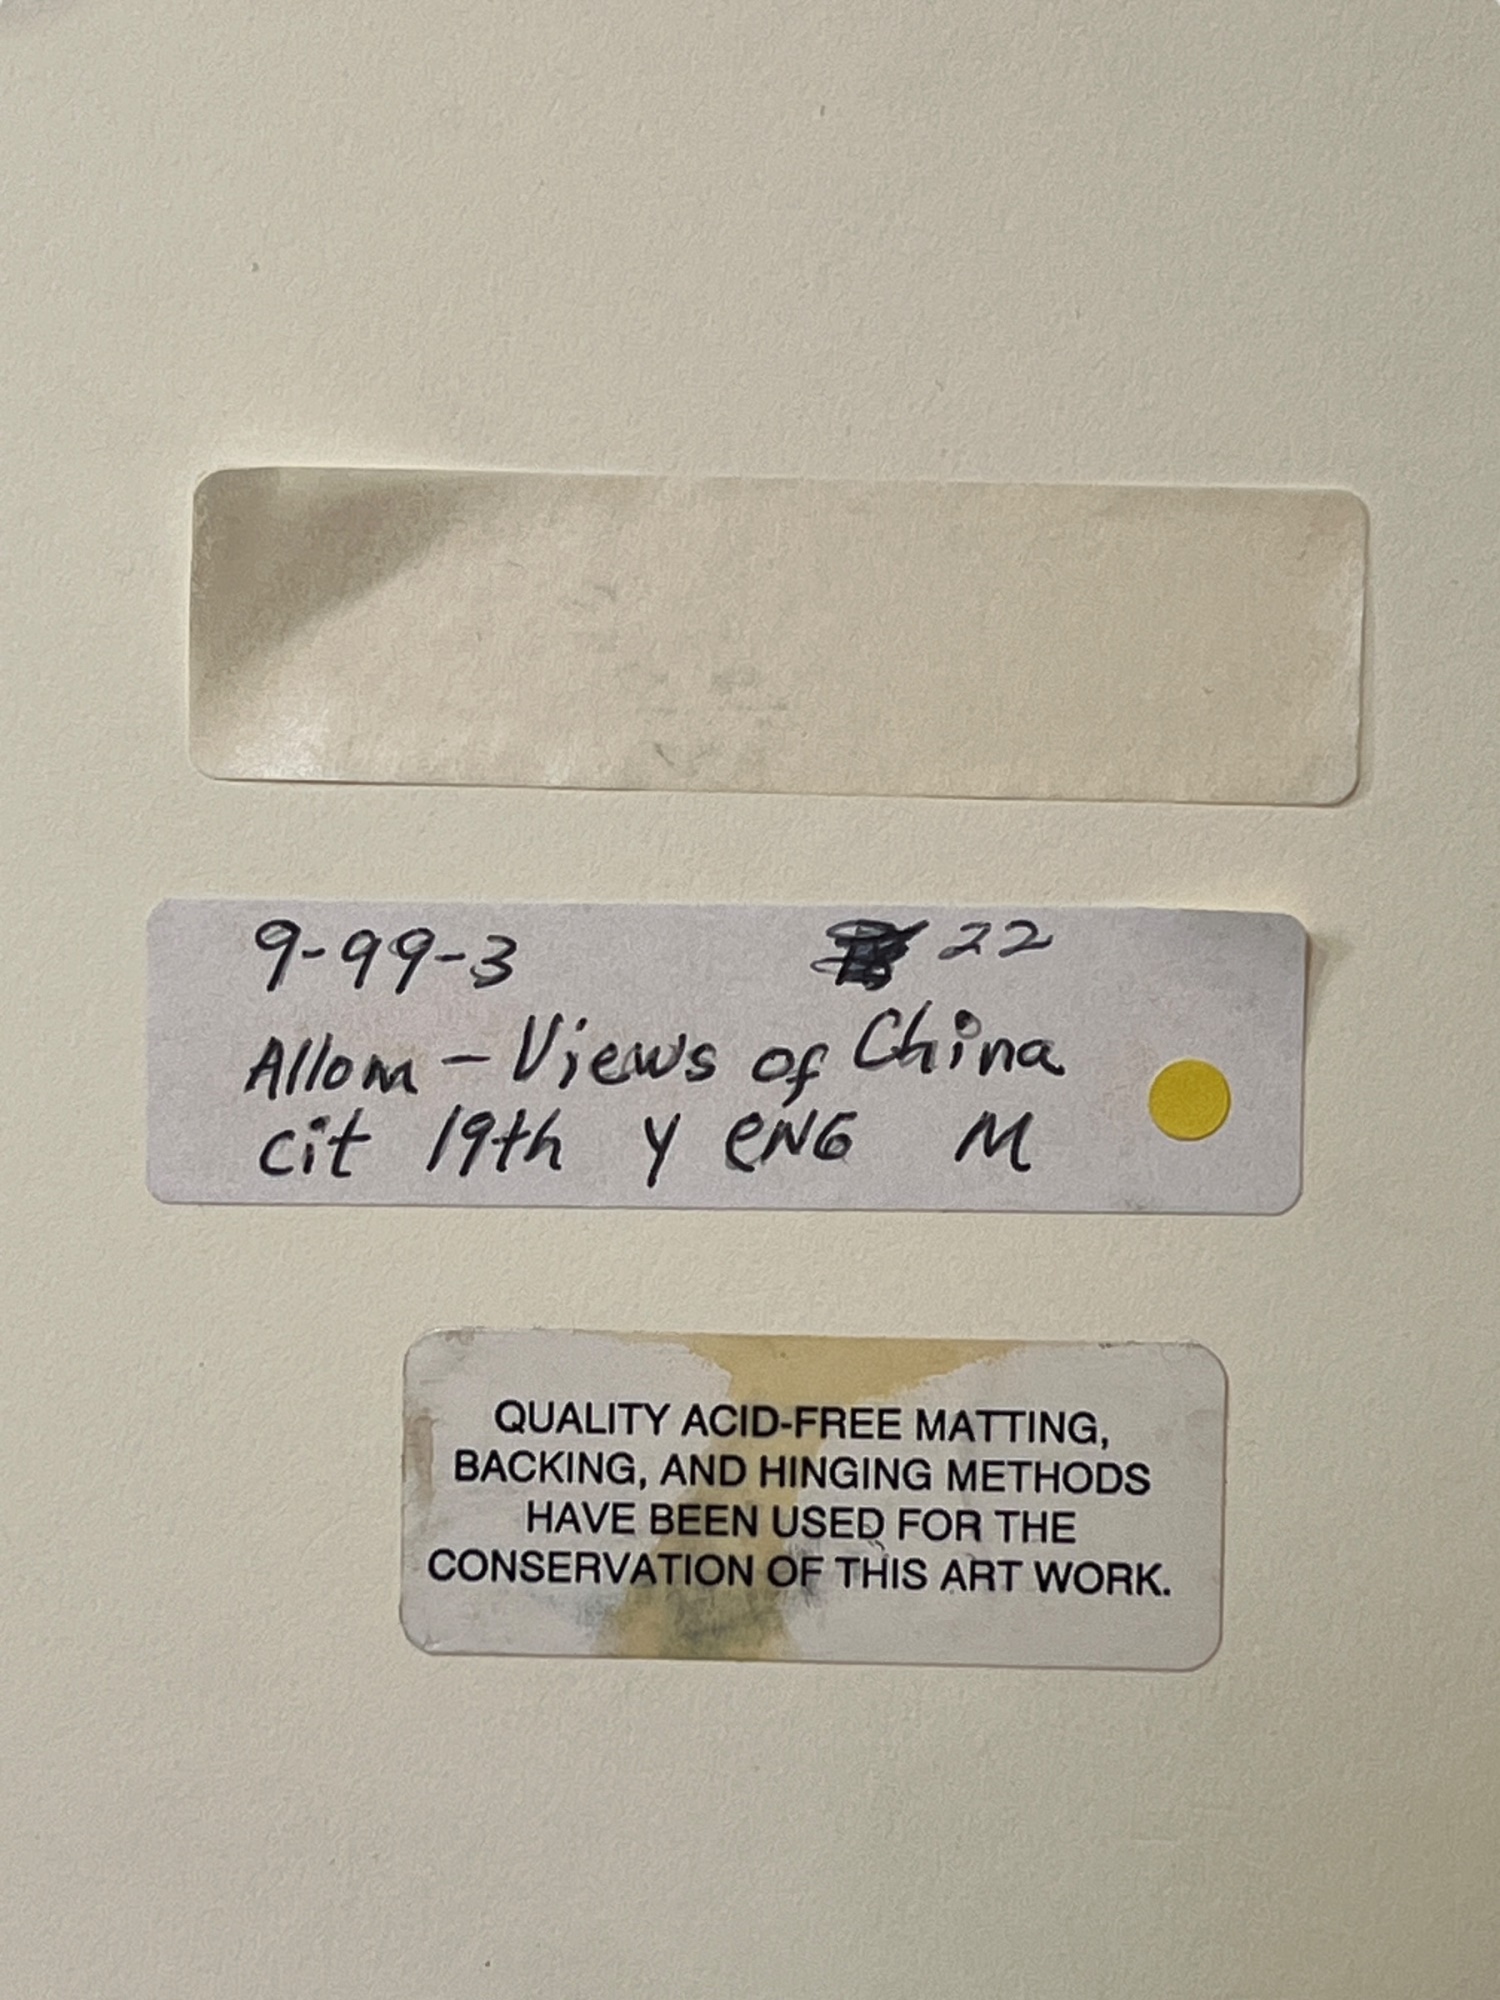 9-99-3 22
Allom - Views of China
cit 19th y ENG M
QUALITY ACID-FREE MATTING,
BACKING, AND HINGING METHODS
HAVE BEEN USED FOR THE
CONSERVATION OF THIS ART WORK.